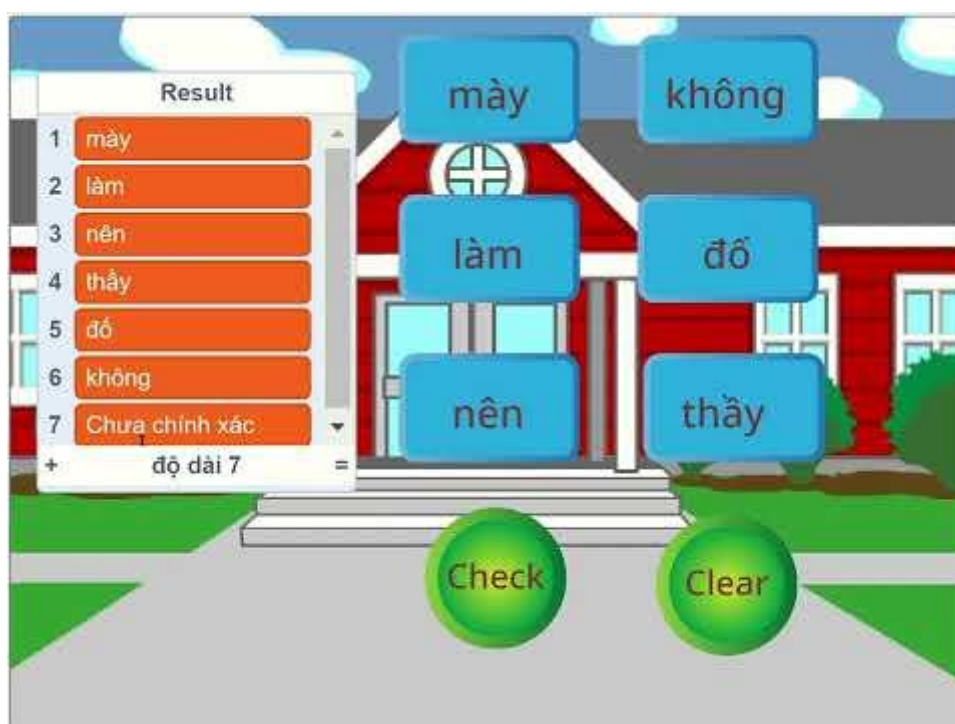 Result
1 mày
2 làm
3 nên
4 thầy
5 đố
6 không
7 Chưa chính xác
+ độ dài 7 =
mày không
làm đố
nên thầy
Check Clear